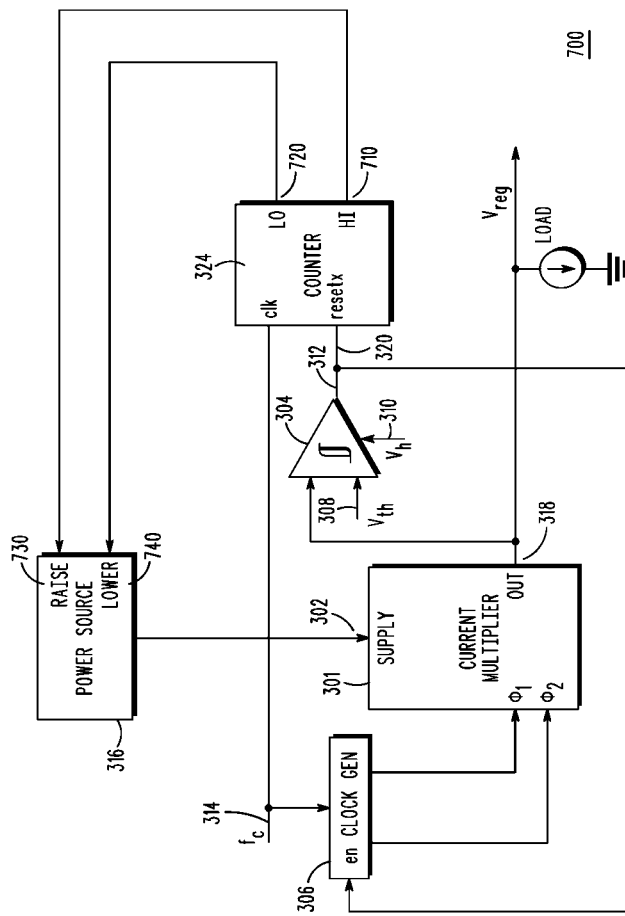 730
RAISE
POWER SOURCE
LOWER
740
316
f_c
314
306
en CLOCK GEN
302
SUPPLY
301
CURRENT
MULTIPLIER
Φ1
Φ2
OUT
318
304
308
V_th
V_h
310
312
320
324
clk
COUNTER
resetx
LO
HI
720
710
V_reg
LOAD
700